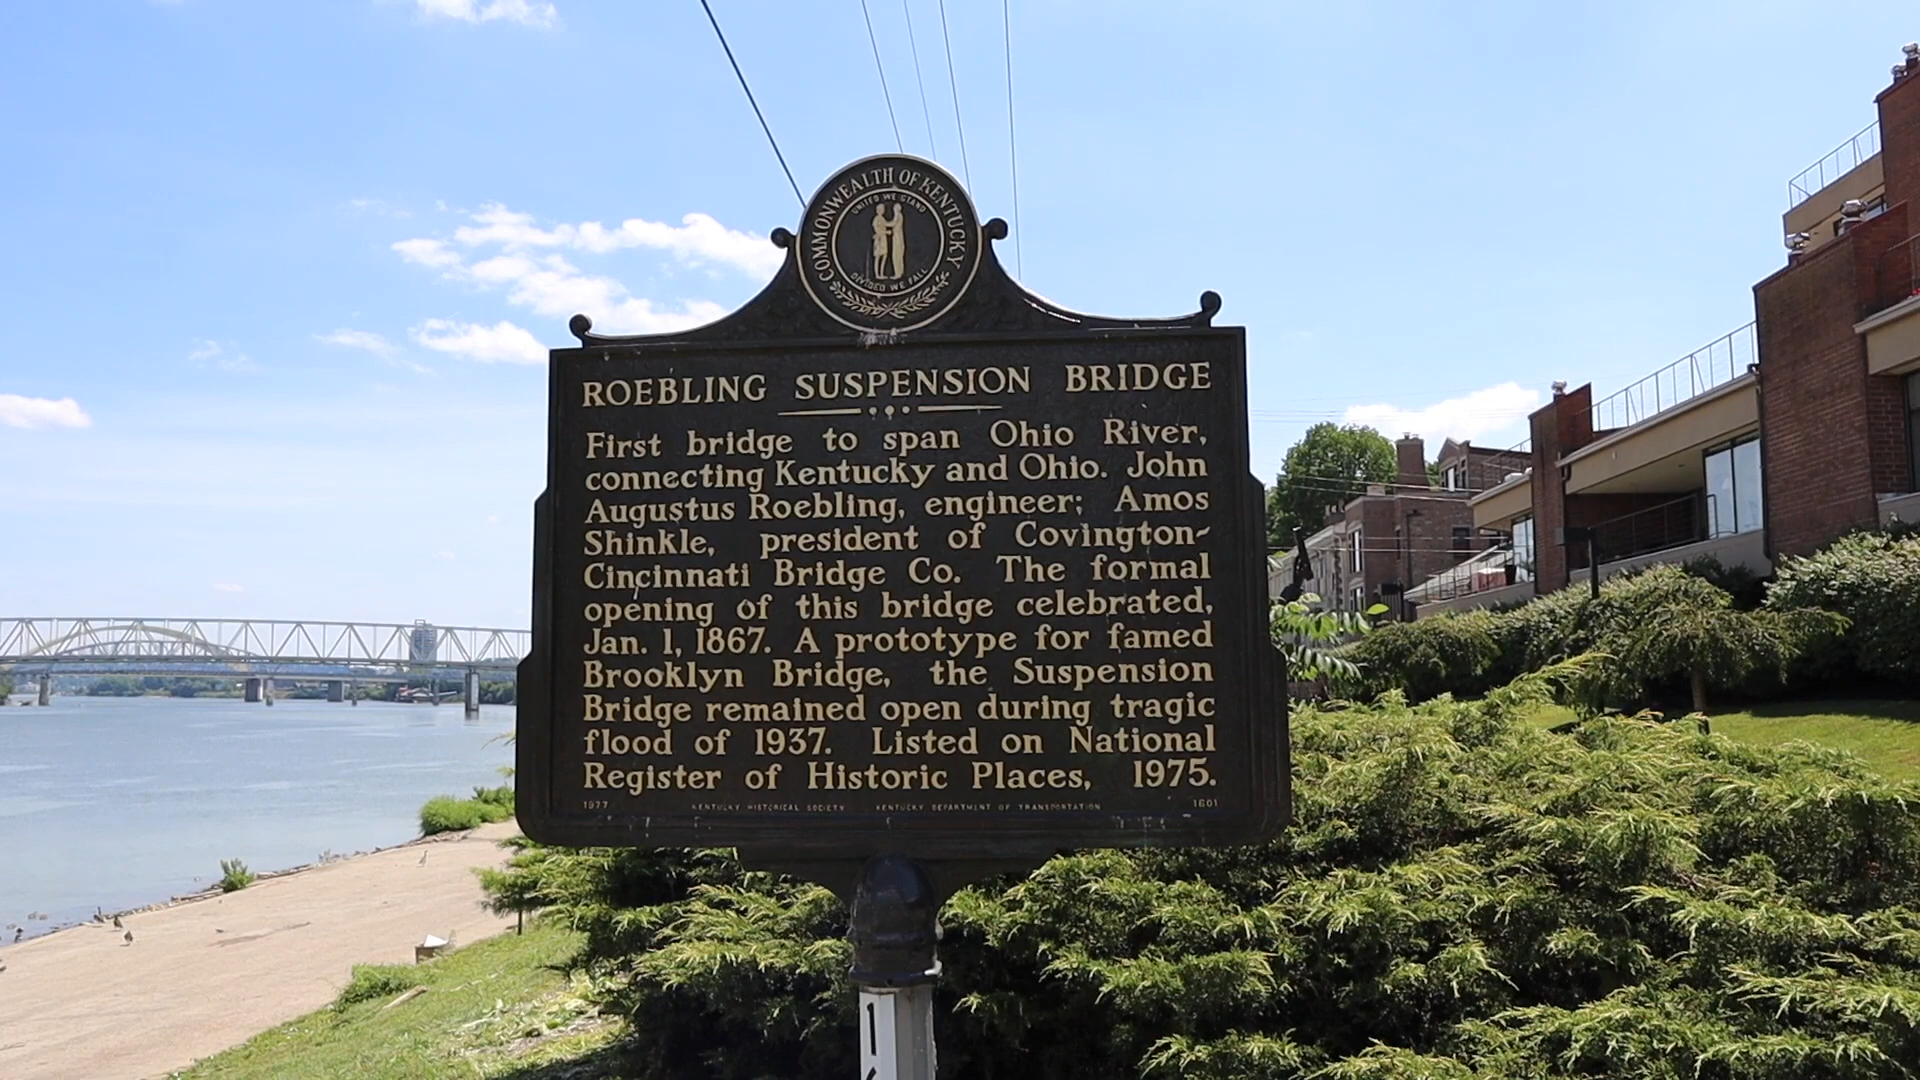 COMMONWEALTH OF KENTUCKY
UNITED WE STAND
DIVIDED WE FALL
ROEBLING SUSPENSION BRIDGE
First bridge to span Ohio River,
connecting Kentucky and Ohio. John
Augustus Roebling, engineer; Amos
Shinkle, president of Covington-
Cincinnati Bridge Co. The formal
opening of this bridge celebrated,
Jan. 1, 1867. A prototype for famed
Brooklyn Bridge, the Suspension
Bridge remained open during tragic
flood of 1937. Listed on National
Register of Historic Places, 1975.
1977 KENTUCKY HISTORICAL SOCIETY KENTUCKY DEPARTMENT OF TRANSPORTATION 1601
1